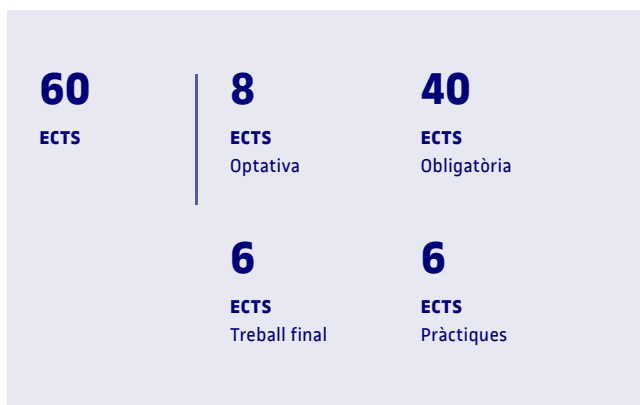 60
ECTS
8
ECTS
Optativa
40
ECTS
Obligatòria
6
ECTS
Treball final
6
ECTS
Pràctiques